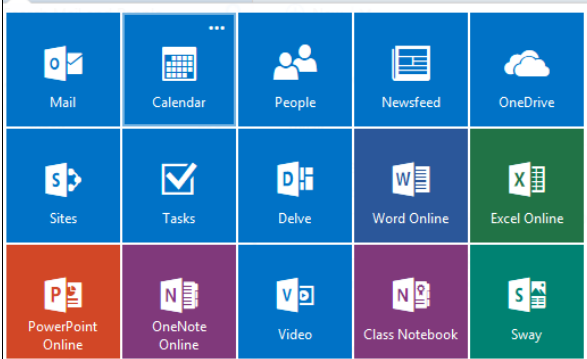 Mail
Calendar
People
Newsfeed
OneDrive
Sites
Tasks
Delve
Word Online
Excel Online
PowerPoint
Online
OneNote
Online
Video
Class Notebook
Sway